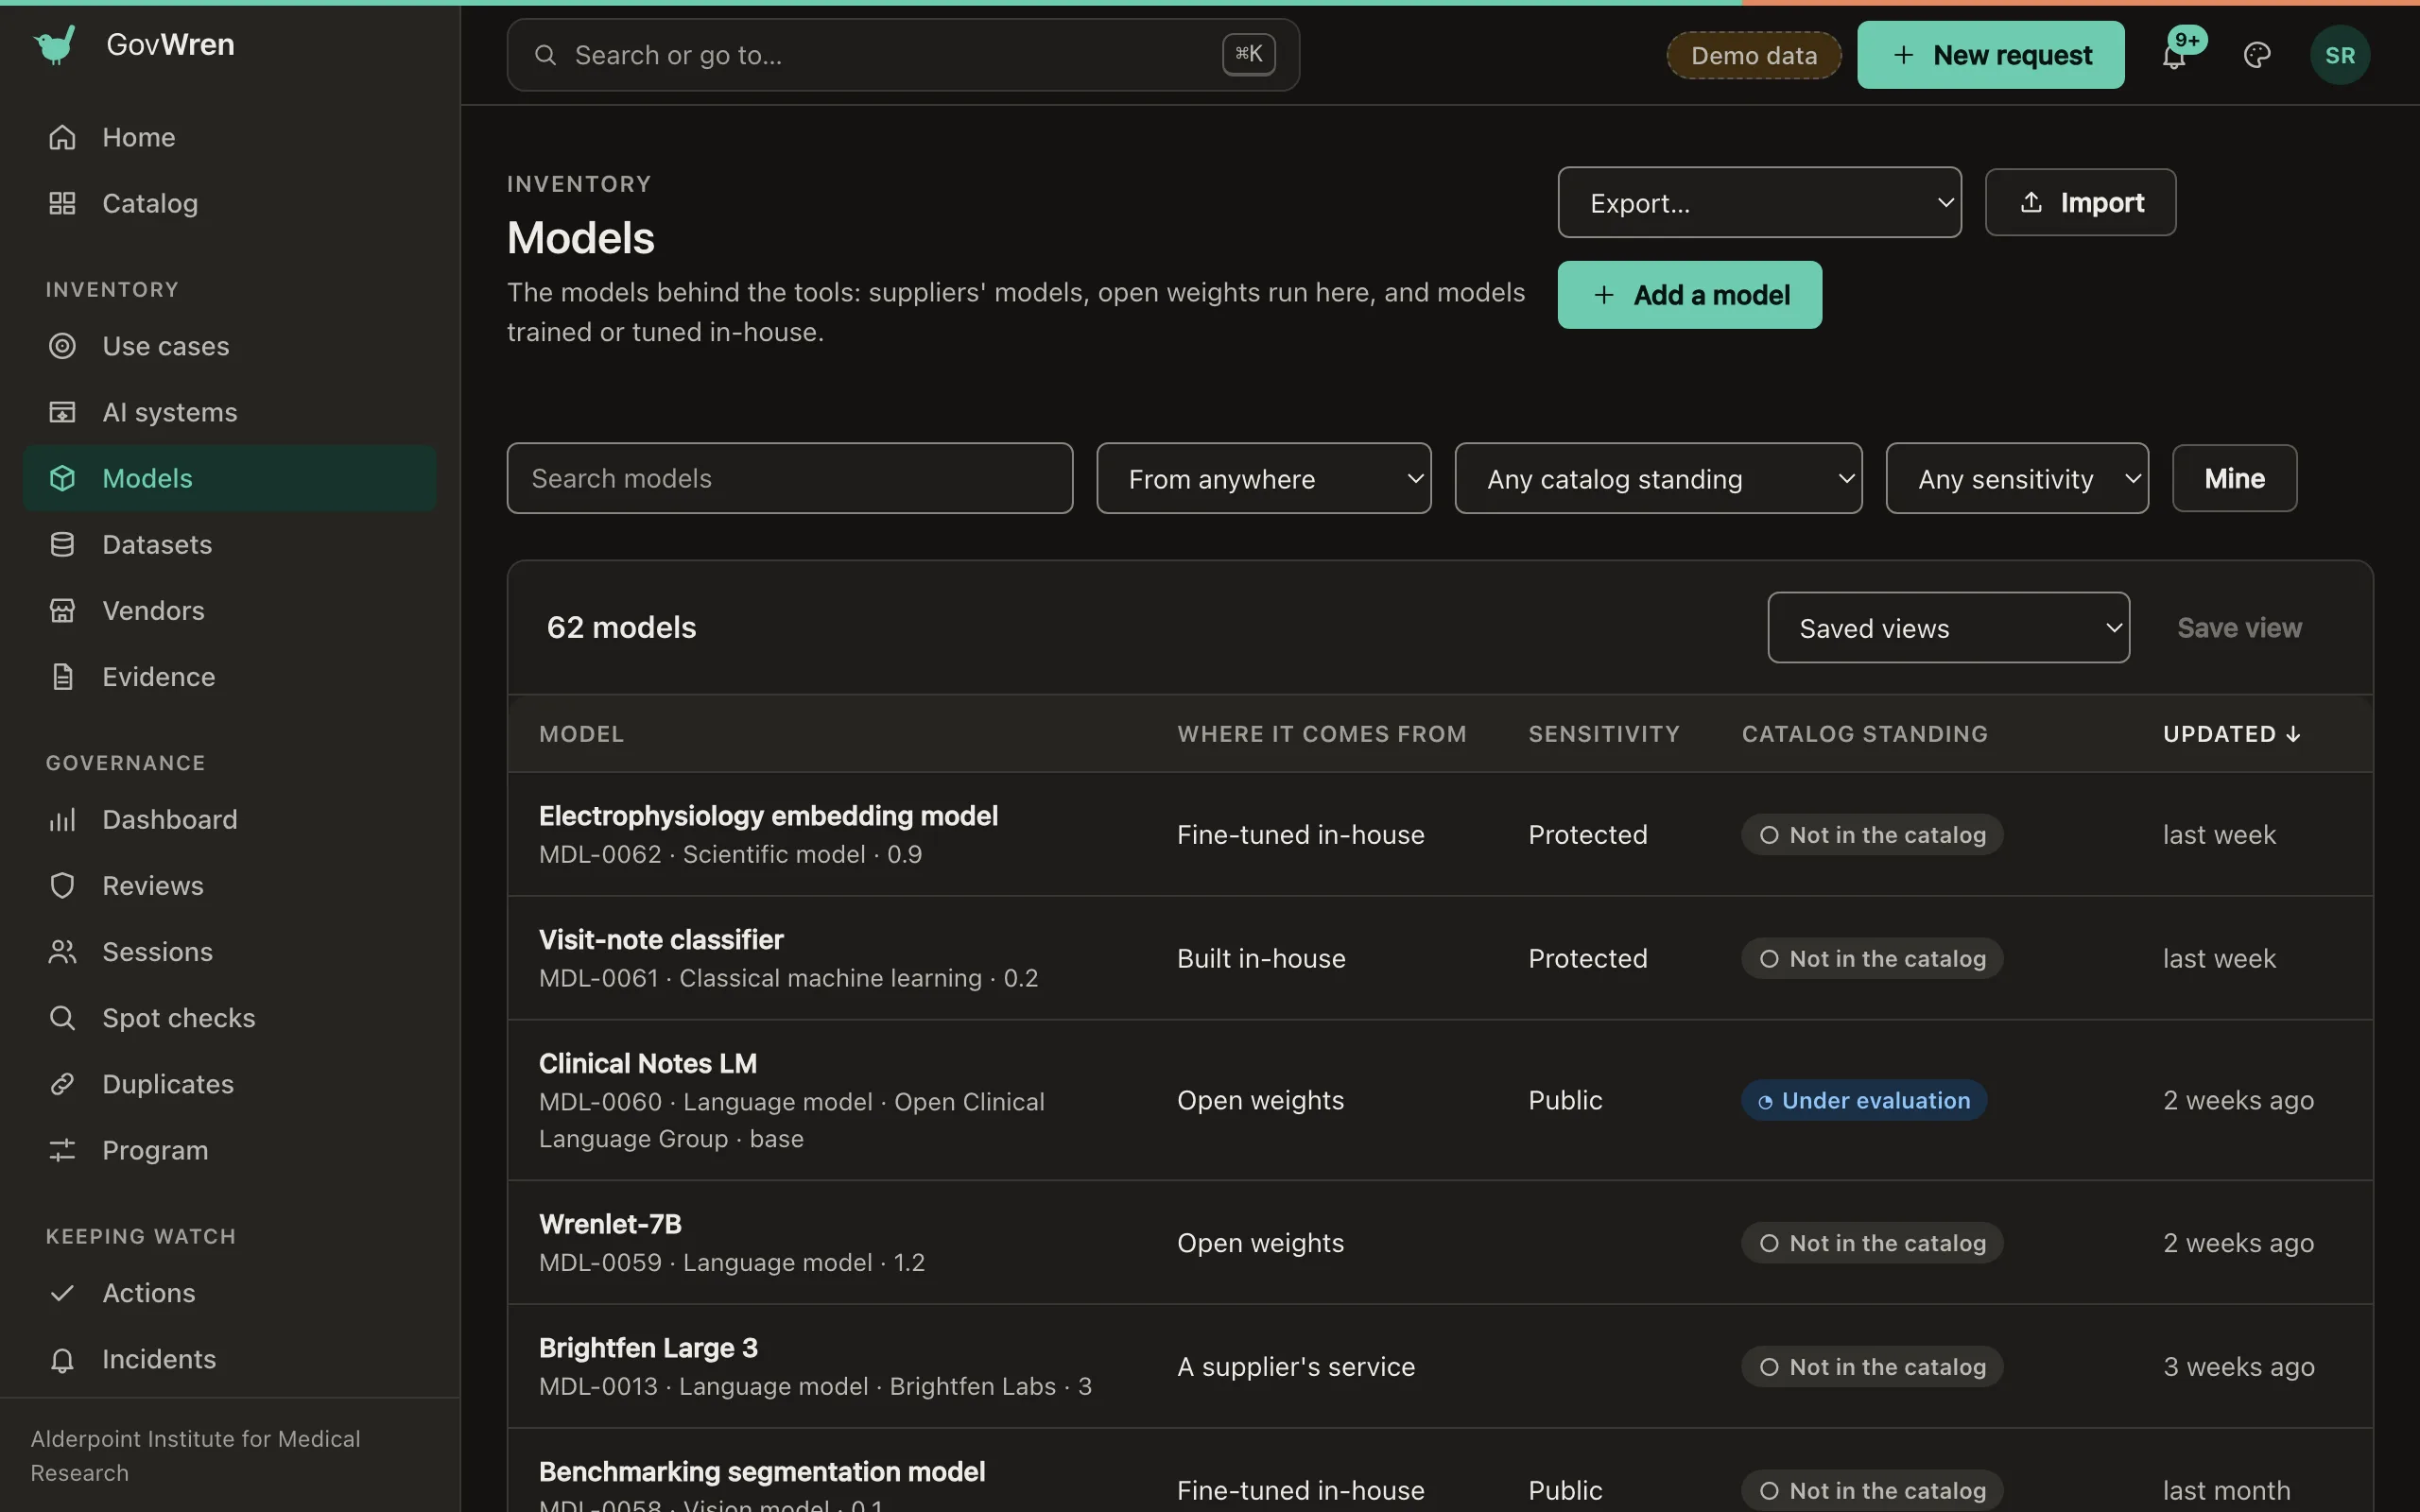 GovWren
Search or go to...
⌘K
Demo data
New request
9+
SR
Home
Catalog
INVENTORY
Use cases
AI systems
Models
Datasets
Vendors
Evidence
GOVERNANCE
Dashboard
Reviews
Sessions
Spot checks
Duplicates
Program
KEEPING WATCH
Actions
Incidents
Alderpoint Institute for Medical
Research
INVENTORY
Models
The models behind the tools: suppliers' models, open weights run here, and models
trained or tuned in-house.
Export...
Import
Add a model
Search models
From anywhere
Any catalog standing
Any sensitivity
Mine
62 models
Saved views
Save view
MODEL WHERE IT COMES FROM SENSITIVITY CATALOG STANDING UPDATED ↓
Electrophysiology embedding model
MDL-0062 · Scientific model · 0.9
Fine-tuned in-house Protected Not in the catalog last week
Visit-note classifier
MDL-0061 · Classical machine learning · 0.2
Built in-house Protected Not in the catalog last week
Clinical Notes LM
MDL-0060 · Language model · Open Clinical
Language Group · base
Open weights Public Under evaluation 2 weeks ago
Wrenlet-7B
MDL-0059 · Language model · 1.2
Open weights Not in the catalog 2 weeks ago
Brightfen Large 3
MDL-0013 · Language model · Brightfen Labs · 3
A supplier's service Not in the catalog 3 weeks ago
Benchmarking segmentation model
MDL-0058 · Vision model · 0.1
Fine-tuned in-house Public Not in the catalog last month